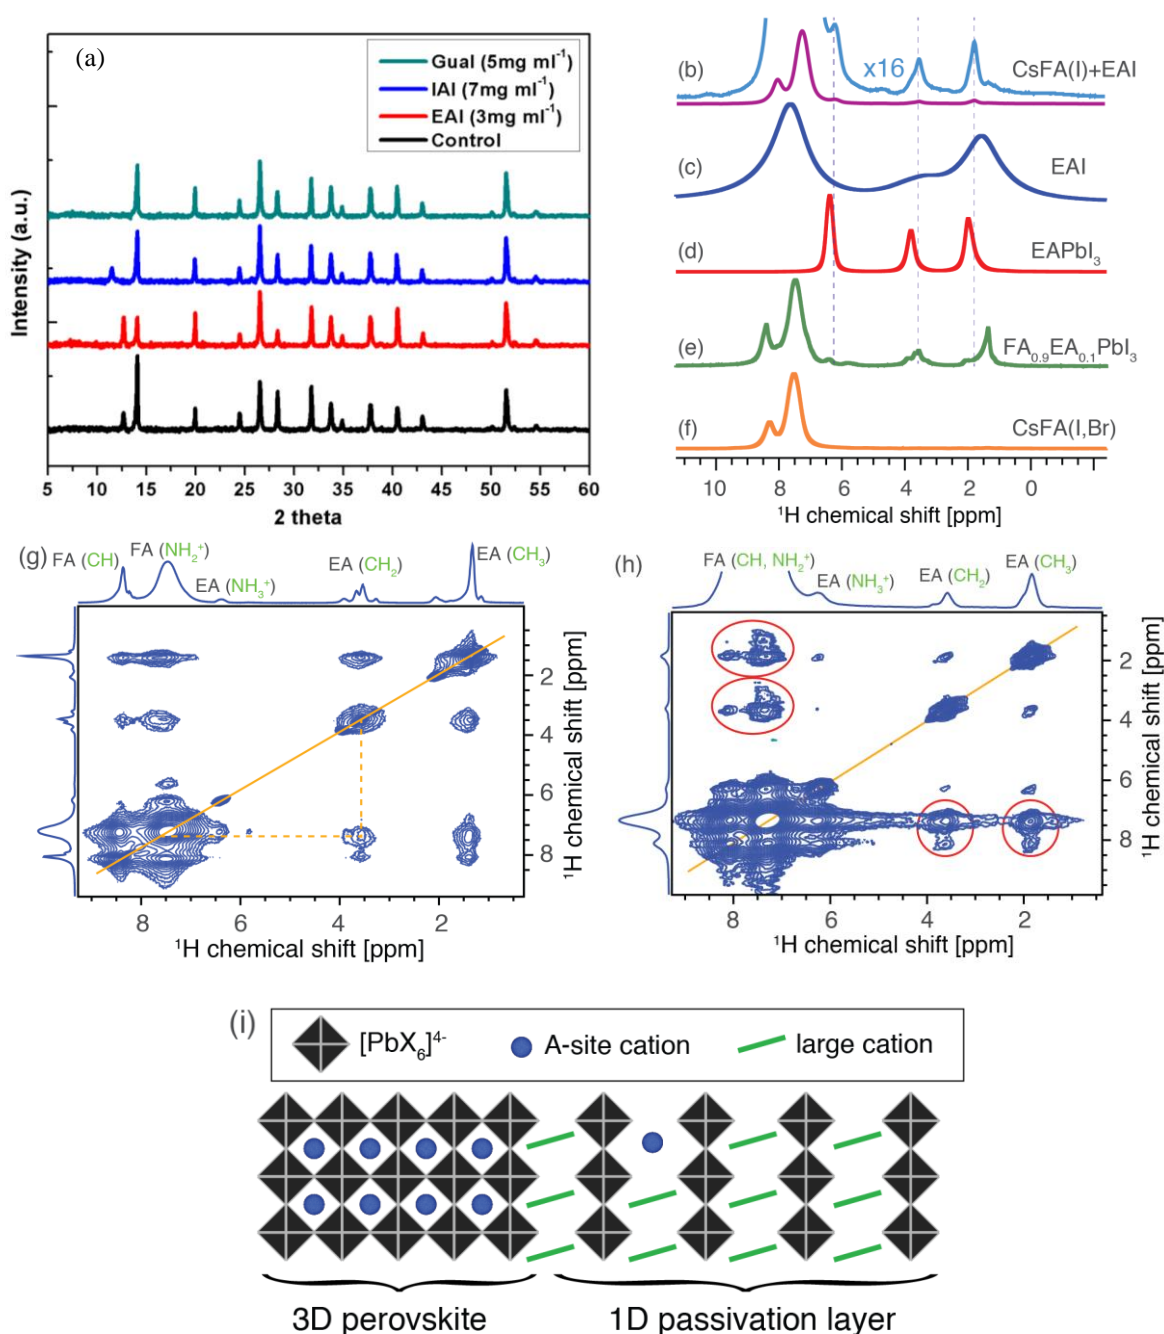 (a)
GuaI (5mg ml⁻¹)
IAI (7mg ml⁻¹)
EAI (3mg ml⁻¹)
Control
Intensity (a.u.)
5 10 15 20 25 30 35 40 45 50 55 60
2 theta
(b) x16 CsFA(I)+EAI
(c) EAI
(d) EAPbI₃
(e) FA₀.₉EA₀.₁PbI₃
(f) CsFA(I,Br)
10 8 6 4 2 0
¹H chemical shift [ppm]
(g)
FA (CH)
FA (NH₂⁺)
EA (NH₃⁺)
EA (CH₂)
EA (CH₃)
2
4
6
8
¹H chemical shift [ppm]
8 6 4 2
¹H chemical shift [ppm]
(h)
FA (CH, NH₂⁺)
EA (NH₃⁺)
EA (CH₂)
EA (CH₃)
2
4
6
8
¹H chemical shift [ppm]
8 6 4 2
¹H chemical shift [ppm]
(i)
[PbX₆]⁴⁻ A-site cation large cation
3D perovskite 1D passivation layer